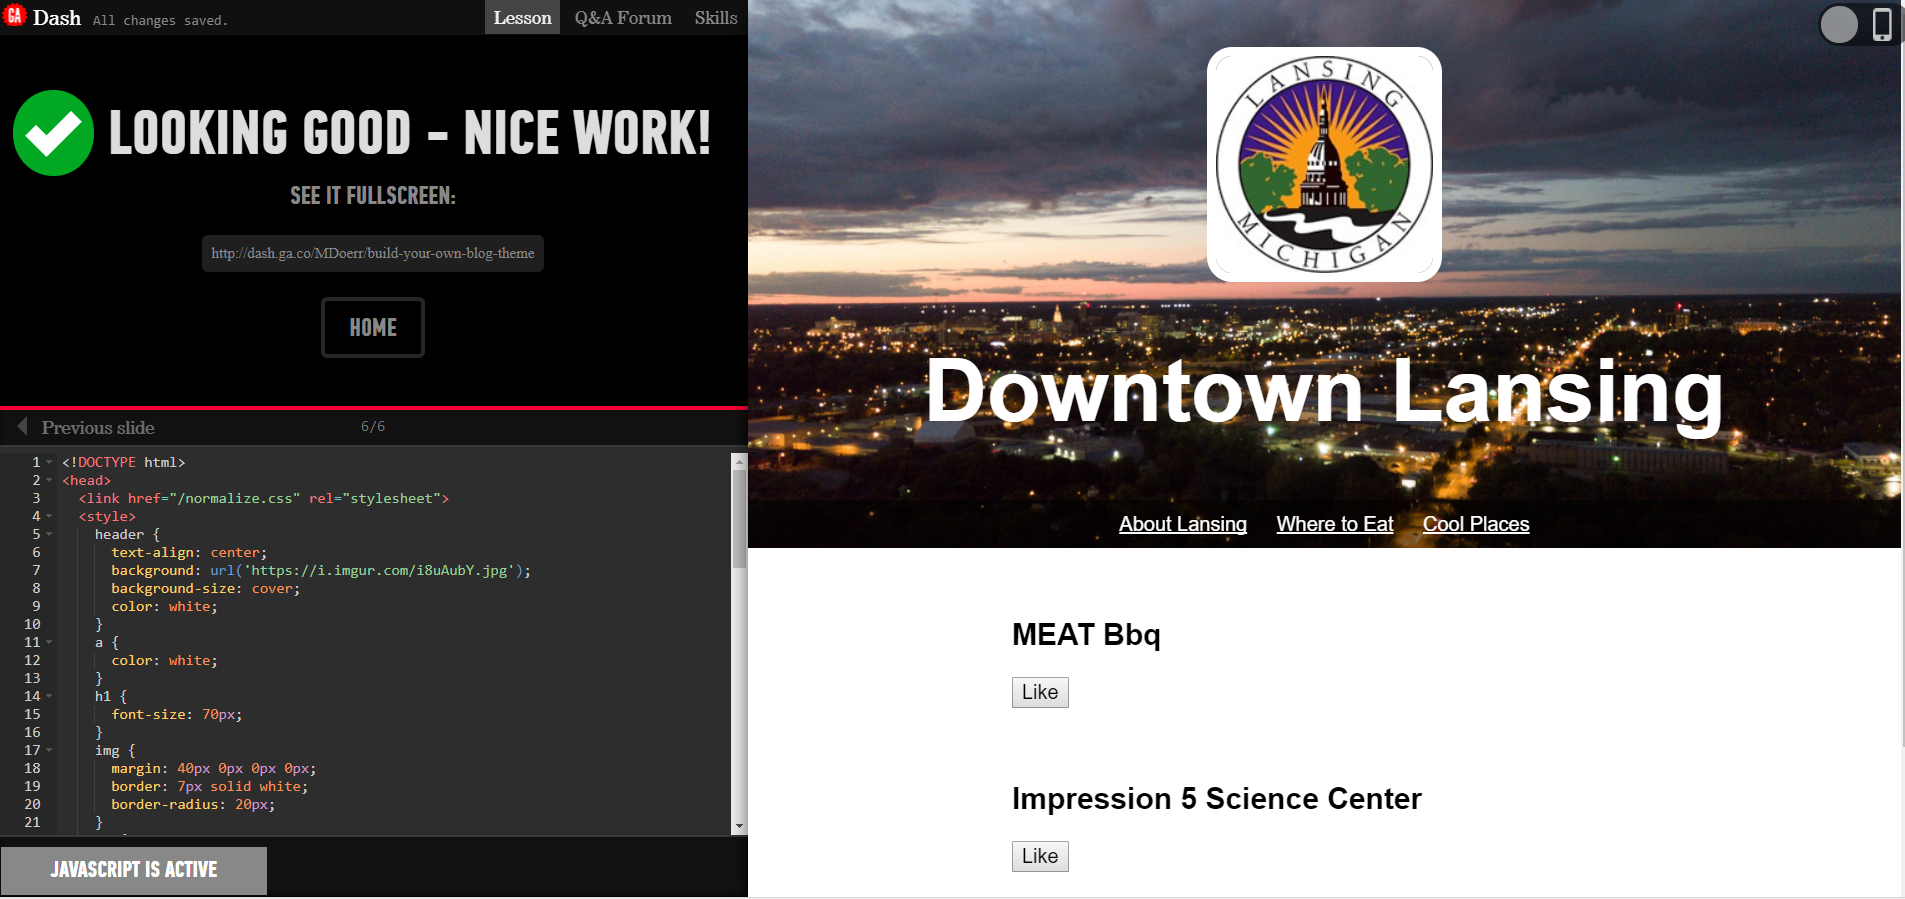 GA Dash All changes saved. Lesson Q&A Forum Skills
LOOKING GOOD - NICE WORK!
SEE IT FULLSCREEN:
http://dash.ga.co/MDoerr/build-your-own-blog-theme
HOME
Previous slide 6/6
1 <!DOCTYPE html>
2 <head>
3 <link href="/normalize.css" rel="stylesheet">
4 <style>
5 header {
6 text-align: center;
7 background: url('https://i.imgur.com/i8uAubY.jpg');
8 background-size: cover;
9 color: white;
10 }
11 a {
12 color: white;
13 }
14 h1 {
15 font-size: 70px;
16 }
17 img {
18 margin: 40px 0px 0px 0px;
19 border: 7px solid white;
20 border-radius: 20px;
21 }
JAVASCRIPT IS ACTIVE
LANSING
MICHIGAN
Downtown Lansing
About Lansing Where to Eat Cool Places
MEAT Bbq
Like
Impression 5 Science Center
Like